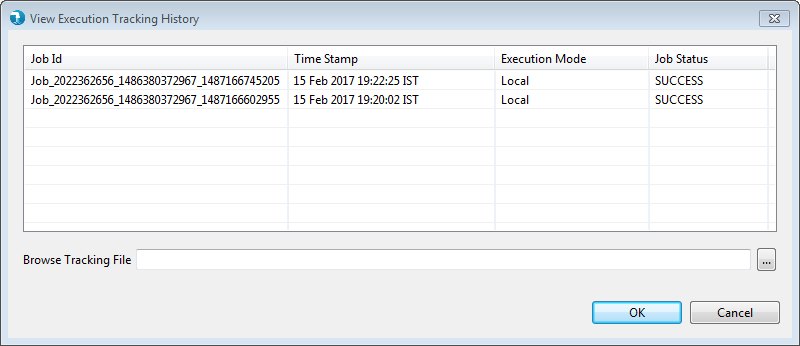 View Execution Tracking History
Job Id Time Stamp Execution Mode Job Status
Job_2022362656_1486380372967_1487166745205 15 Feb 2017 19:22:25 IST Local SUCCESS
Job_2022362656_1486380372967_1487166602955 15 Feb 2017 19:20:02 IST Local SUCCESS
Browse Tracking File ...
OK Cancel